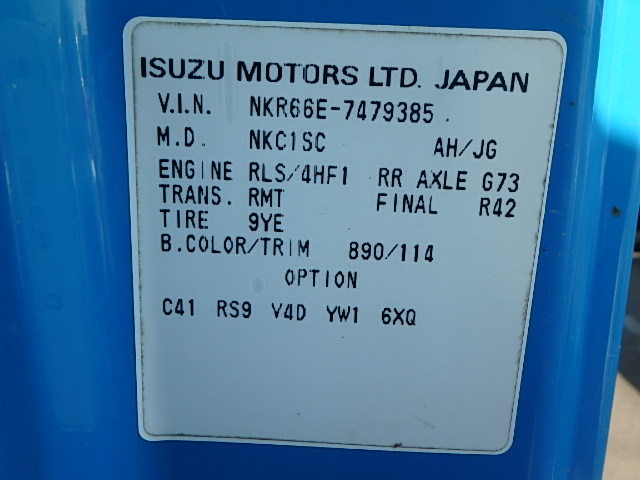 ISUZU MOTORS LTD. JAPAN
V.I.N. NKR66E-7479385
M.D. NKC1SC AH/JG
ENGINE RLS/4HF1 RR AXLE G73
TRANS. RMT FINAL R42
TIRE 9YE
B.COLOR/TRIM 890/114
OPTION
C41 RS9 V4D YW1 6XQ